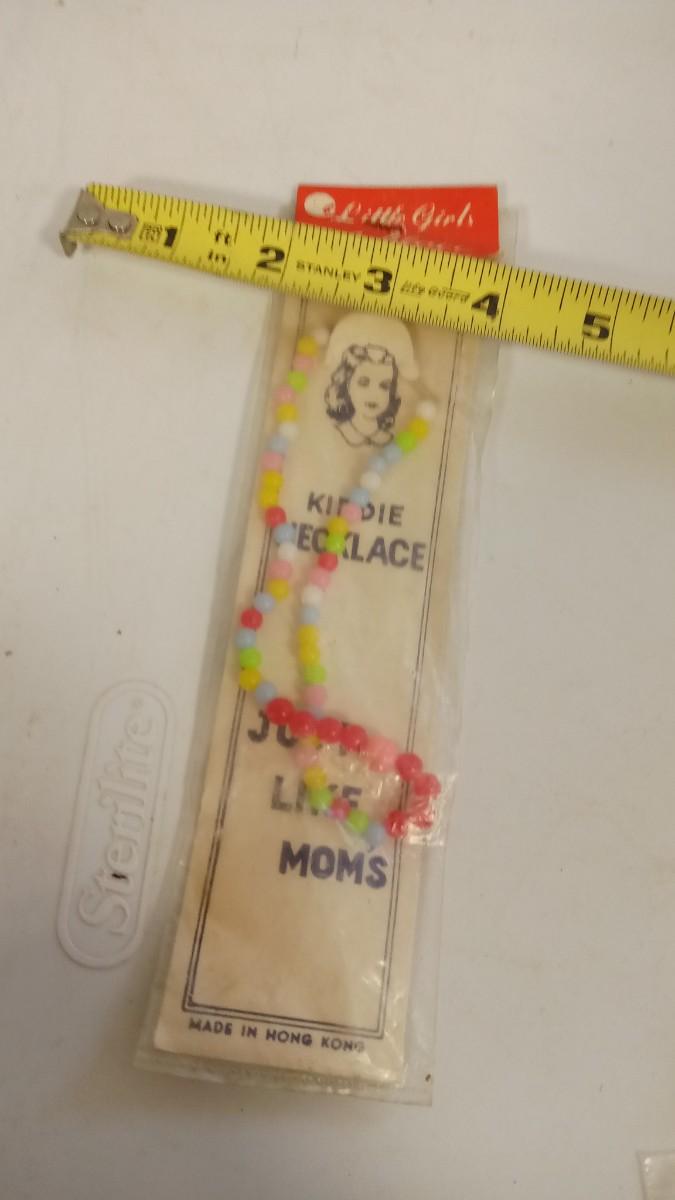 Little Girls
1 ft in 2 STANLEY 3 4 5
KIDDIE
NECKLACE
JUST
LIKE
MOMS
MADE IN HONG KONG
Sterilite